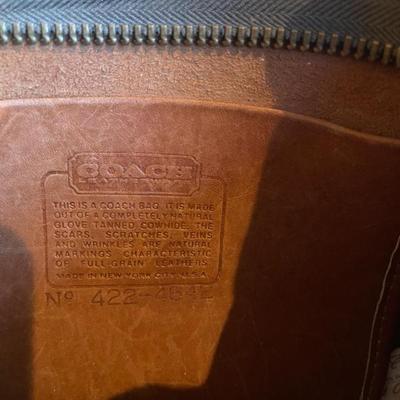 COACH
THIS IS A COACH BAG. IT IS MADE
OUT OF A COMPLETELY NATURAL
GLOVE TANNED COWHIDE. THE
SCARS, SCRATCHES, VEINS
AND WRINKLES ARE NATURAL
MARKINGS CHARACTERISTIC
OF FULL-GRAIN LEATHERS.
MADE IN NEW YORK CITY, U.S.A.
Nº 422-